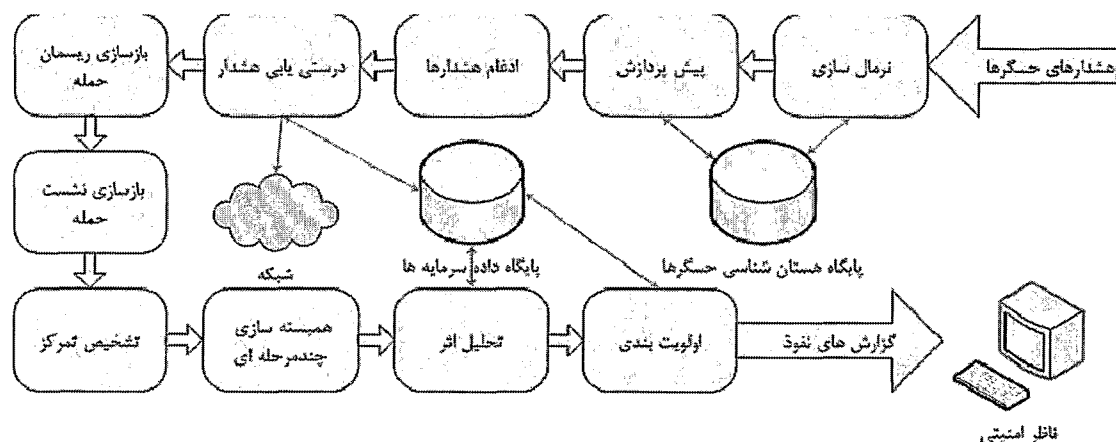 هشدارهای حسگرها
نرمال سازی
پیش پردازش
ادغام هشدارها
درستی یابی هشدار
بازسازی ریسمان
حمله
بازسازی نشست
حمله
شبکه
پایگاه داده سرمایه ها
پایگاه هستان شناسی حسگرها
تشخیص تمرکز
همبسته سازی
چندمرحله ای
تحلیل اثر
اولویت بندی
گزارش های نفوذ
ناظر امنیتی